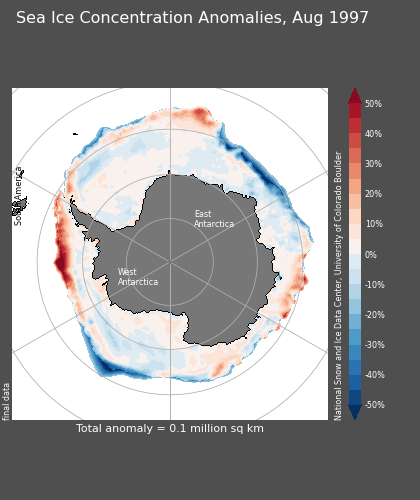 Sea Ice Concentration Anomalies, Aug 1997
South America
East
Antarctica
West
Antarctica
National Snow and Ice Data Center, University of Colorado Boulder
50%
40%
30%
20%
10%
0%
-10%
-20%
-30%
-40%
-50%
final data
Total anomaly = 0.1 million sq km